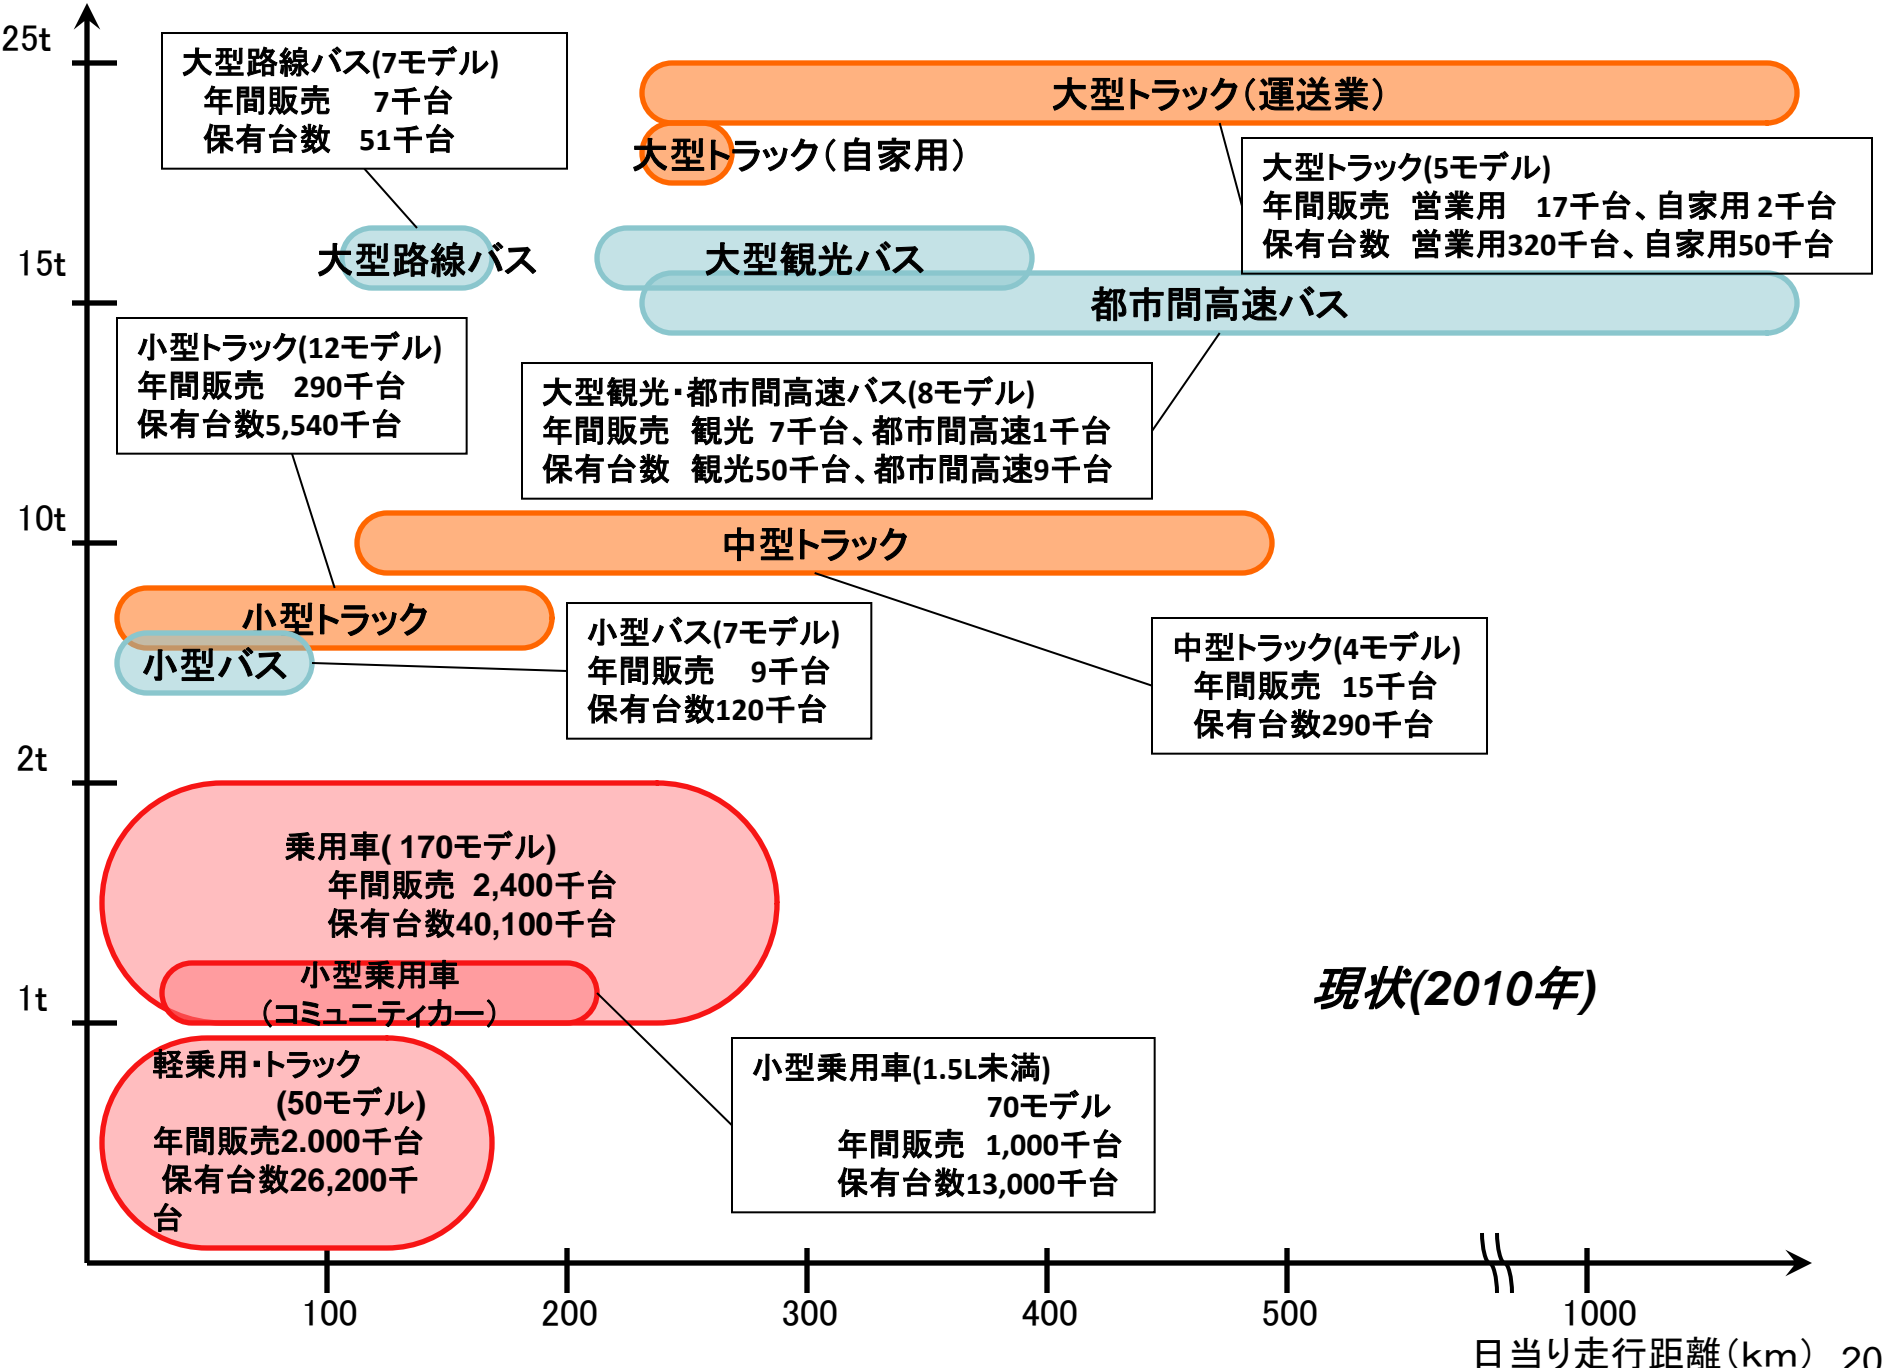 25t
大型路線バス(7モデル)
年間販売 7千台
保有台数 51千台
大型トラック（運送業）
大型トラック（自家用）
大型トラック(5モデル)
年間販売 営業用 17千台、自家用 2千台
保有台数 営業用320千台、自家用50千台
15t
大型路線バス
大型観光バス
都市間高速バス
小型トラック(12モデル)
年間販売 290千台
保有台数5,540千台
大型観光・都市間高速バス(8モデル)
年間販売 観光 7千台、都市間高速1千台
保有台数 観光50千台、都市間高速9千台
10t
中型トラック
小型トラック
小型バス
小型バス(7モデル)
年間販売 9千台
保有台数120千台
中型トラック(4モデル)
年間販売 15千台
保有台数290千台
2t
乗用車( 170モデル)
年間販売 2,400千台
保有台数40,100千台
小型乗用車
（コミュニティカー）
現状(2010年)
1t
軽乗用・トラック
(50モデル)
年間販売2.000千台
保有台数26,200千
台
小型乗用車(1.5L未満)
70モデル
年間販売 1,000千台
保有台数13,000千台
100 200 300 400 500 1000
日当り走行距離（km） 20